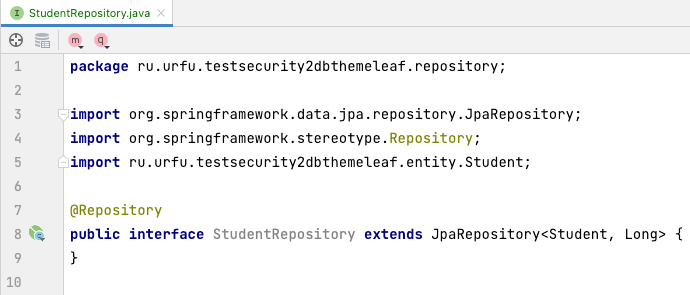 StudentRepository.java
1 package ru.urfu.testsecurity2dbthemeleaf.repository;
2
3 import org.springframework.data.jpa.repository.JpaRepository;
4 import org.springframework.stereotype.Repository;
5 import ru.urfu.testsecurity2dbthemeleaf.entity.Student;
6
7 @Repository
8 public interface StudentRepository extends JpaRepository<Student, Long> {
9 }
10